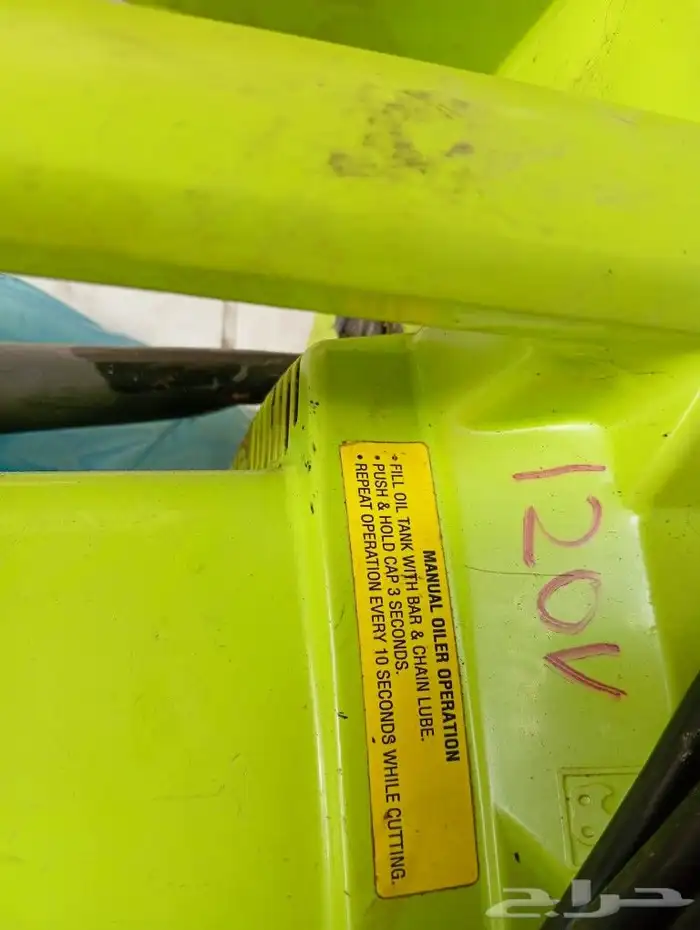 MANUAL OILER OPERATION
• FILL OIL TANK WITH BAR & CHAIN LUBE.
• PUSH & HOLD CAP 3 SECONDS.
• REPEAT OPERATION EVERY 10 SECONDS WHILE CUTTING.
120V
حراج